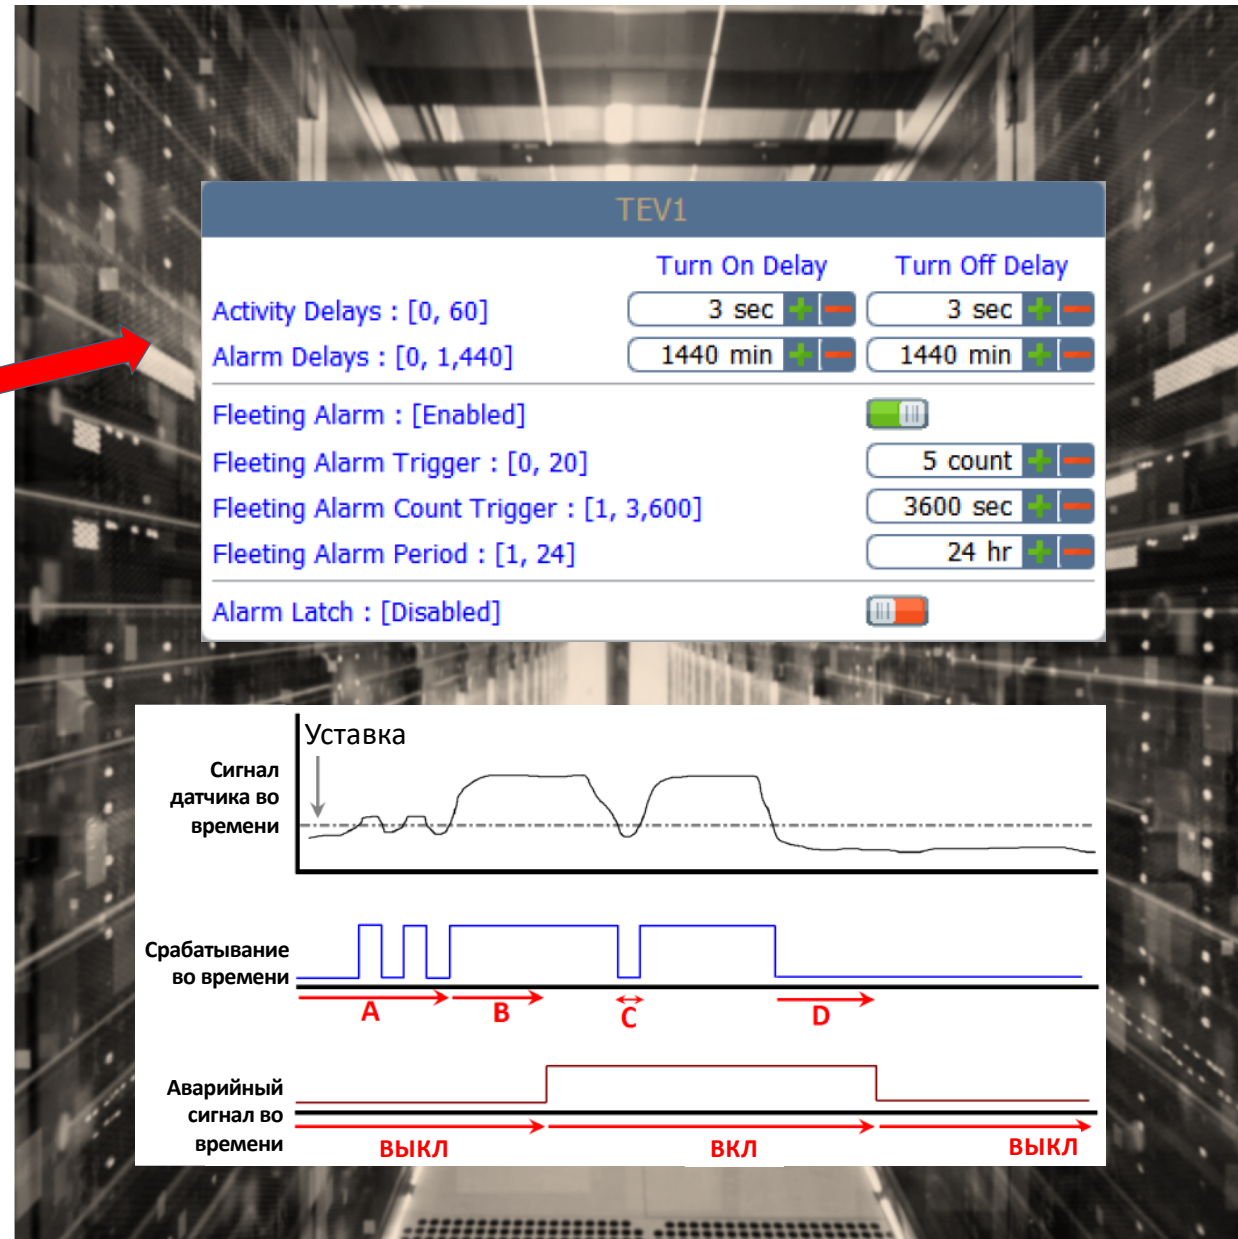 TEV1
Turn On Delay Turn Off Delay
Activity Delays : [0, 60] 3 sec 3 sec
Alarm Delays : [0, 1,440] 1440 min 1440 min
Fleeting Alarm : [Enabled]
Fleeting Alarm Trigger : [0, 20] 5 count
Fleeting Alarm Count Trigger : [1, 3,600] 3600 sec
Fleeting Alarm Period : [1, 24] 24 hr
Alarm Latch : [Disabled]
Уставка
Сигнал
датчика во
времени
Срабатывание
во времени
A B C D
Аварийный
сигнал во
времени
ВЫКЛ ВКЛ ВЫКЛ